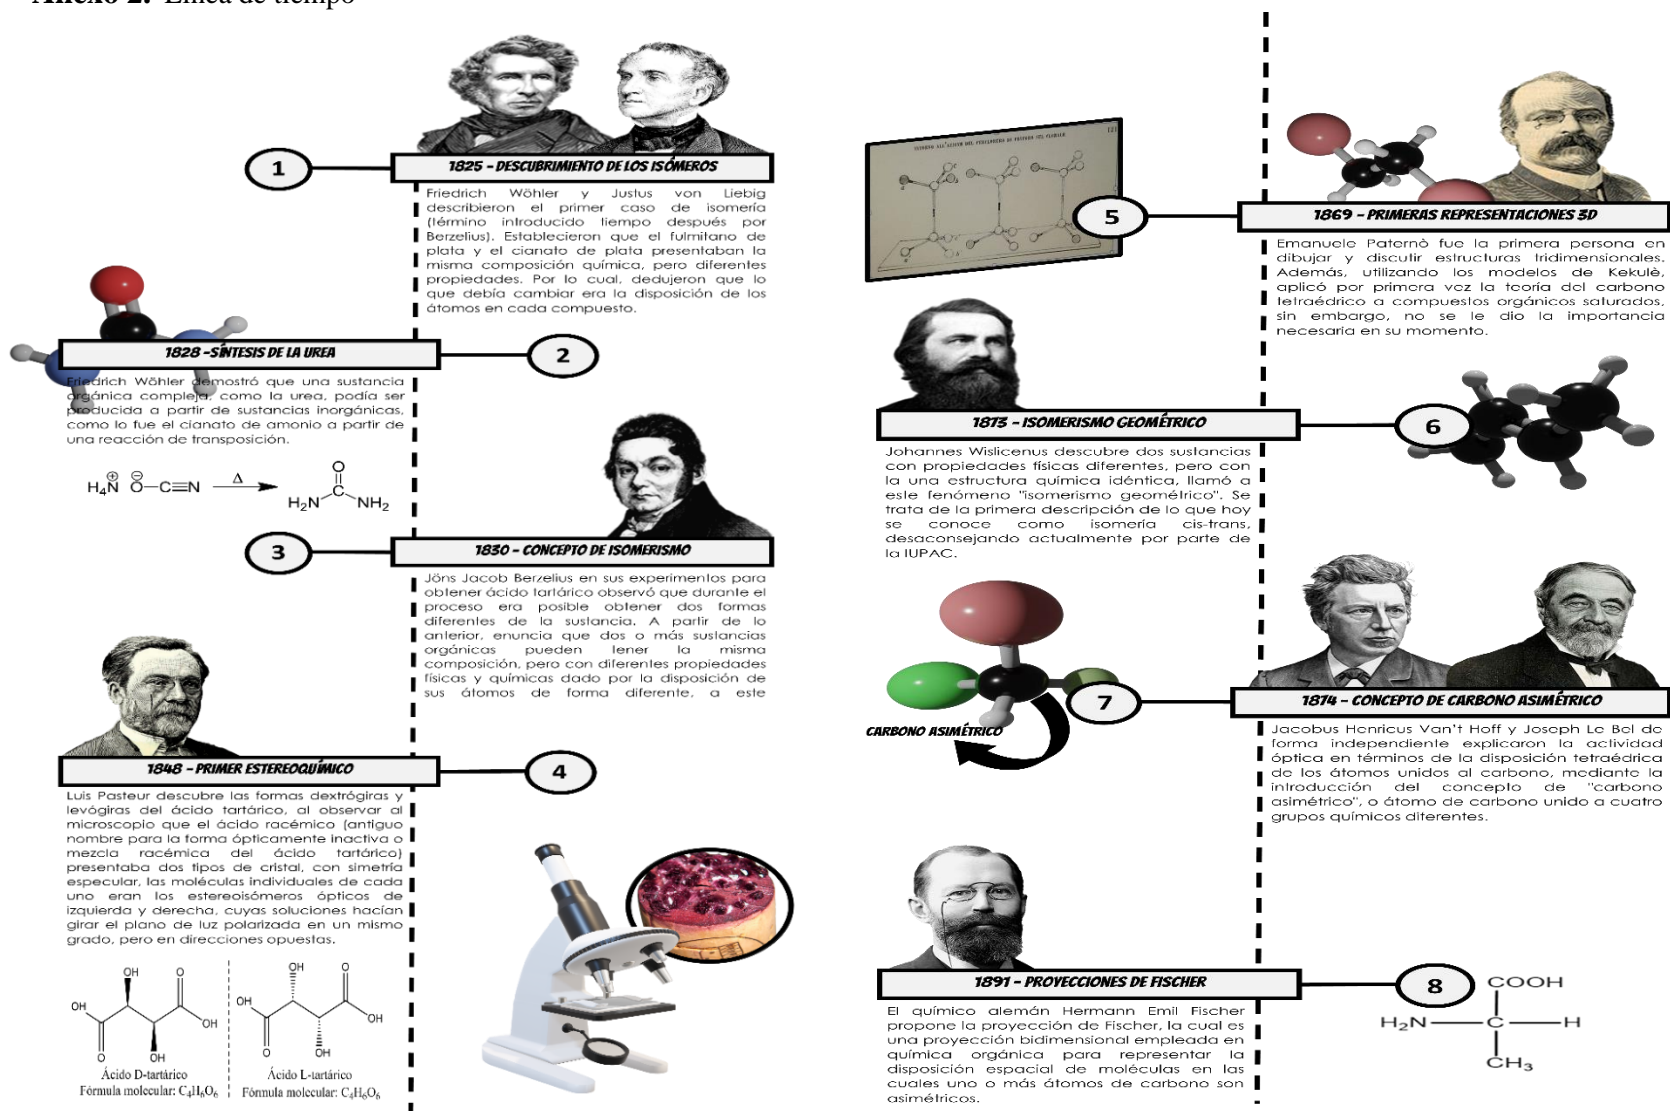 Anexo 2. Línea de tiempo
1
1825 - DESCUBRIMIENTO DE LOS ISÓMEROS
Friedrich Wöhler y Justus von Liebig
describieron el primer caso de isomería
(término introducido tiempo después por
Berzelius). Establecieron que el fulmitano de
plata y el cianato de plata presentaban la
misma composición química, pero diferentes
propiedades. Por lo cual, dedujeron que lo
que debía cambiar era la disposición de los
átomos en cada compuesto.
1828 -SÍNTESIS DE LA UREA
2
Friedrich Wöhler demostró que una sustancia
orgánica compleja, como la urea, podía ser
producida a partir de sustancias inorgánicas,
como lo fue el cianato de amonio a partir de
una reacción de transposición.
H₄N⊕ ⊖O—C≡N Δ
O
H₂N C NH₂
3
1830 - CONCEPTO DE ISOMERISMO
Jöns Jacob Berzelius en sus experimentos para
obtener ácido tartárico observó que durante el
proceso era posible obtener dos formas
diferentes de la sustancia. A partir de lo
anterior, enuncia que dos o más sustancias
orgánicas pueden tener la misma
composición, pero con diferentes propiedades
físicas y químicas dado por la disposición de
sus átomos de forma diferente, a este
1848 - PRIMER ESTEREOQUÍMICO
4
Luis Pasteur descubre las formas dextrógiras y
levógiras del ácido tartárico, al observar al
microscopio que el ácido racémico (antiguo
nombre para la forma ópticamente inactiva o
mezcla racémica del ácido tartárico)
presentaba dos tipos de cristal, con simetría
especular, las moléculas individuales de cada
uno eran los estereoisómeros ópticos de
izquierda y derecha, cuyas soluciones hacían
girar el plano de luz polarizada en un mismo
grado, pero en direcciones opuestas.
OH O
OH
OH
O OH
Ácido D-tartárico
Fórmula molecular: C₄H₆O₆
OH O
OH
OH
O OH
Ácido L-tartárico
Fórmula molecular: C₄H₆O₆
5
1869 - PRIMERAS REPRESENTACIONES 3D
Emanuele Paternò fue la primera persona en
dibujar y discutir estructuras tridimensionales.
Además, utilizando los modelos de Kekulè,
aplicó por primera vez la teoría del carbono
tetraédrico a compuestos orgánicos saturados,
sin embargo, no se le dio la importancia
necesaria en su momento.
1873 - ISOMERISMO GEOMÉTRICO
6
Johannes Wislicenus descubre dos sustancias
con propiedades físicas diferentes, pero con
la una estructura química idéntica, llamó a
este fenómeno "isomerismo geométrico". Se
trata de la primera descripción de lo que hoy
se conoce como isomería cis-trans,
desaconsejando actualmente por parte de
la IUPAC.
CARBONO ASIMÉTRICO
7
1874 - CONCEPTO DE CARBONO ASIMÉTRICO
Jacobus Henricus Van't Hoff y Joseph Le Bel de
forma independiente explicaron la actividad
óptica en términos de la disposición tetraédrica
de los átomos unidos al carbono, mediante la
introducción del concepto de "carbono
asimétrico", o átomo de carbono unido a cuatro
grupos químicos diferentes.
1891 - PROYECCIONES DE FISCHER
8
El químico alemán Hermann Emil Fischer
propone la proyección de Fischer, la cual es
una proyección bidimensional empleada en
química orgánica para representar la
disposición espacial de moléculas en las
cuales uno o más átomos de carbono son
asimétricos.
COOH
H₂N—C—H
CH₃